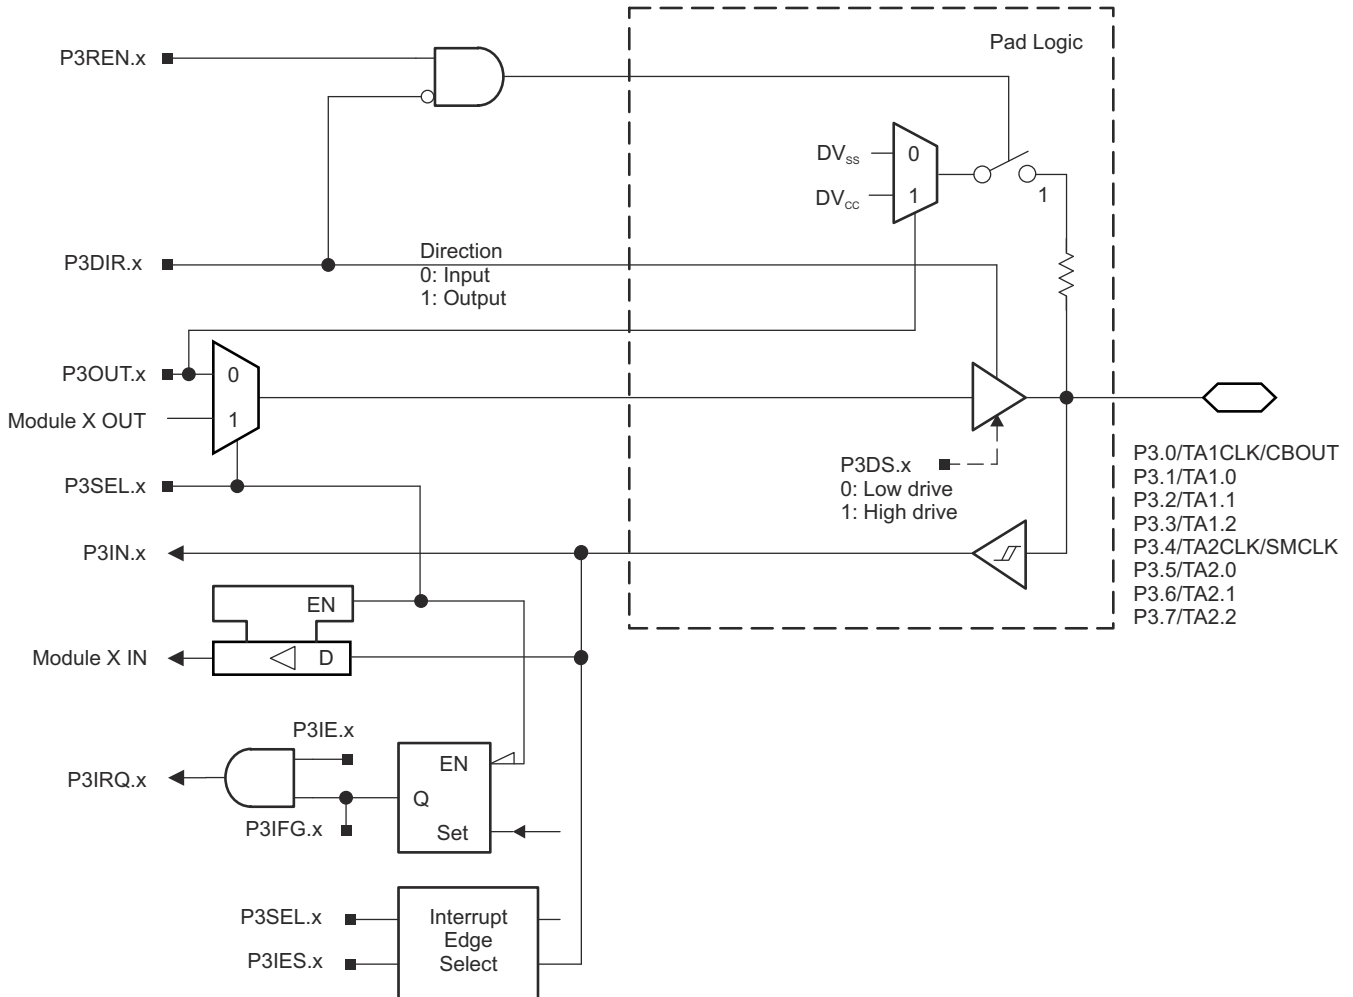 P3REN.x
Pad Logic
DVSS
0
DVCC
1
1
P3DIR.x
Direction
0: Input
1: Output
P3OUT.x
0
Module X OUT
1
P3DS.x
0: Low drive
1: High drive
P3SEL.x
P3.0/TA1CLK/CBOUT
P3.1/TA1.0
P3.2/TA1.1
P3.3/TA1.2
P3.4/TA2CLK/SMCLK
P3.5/TA2.0
P3.6/TA2.1
P3.7/TA2.2
P3IN.x
EN
Module X IN
D
P3IE.x
P3IRQ.x
EN
Q
P3IFG.x
Set
P3SEL.x
P3IES.x
Interrupt
Edge
Select